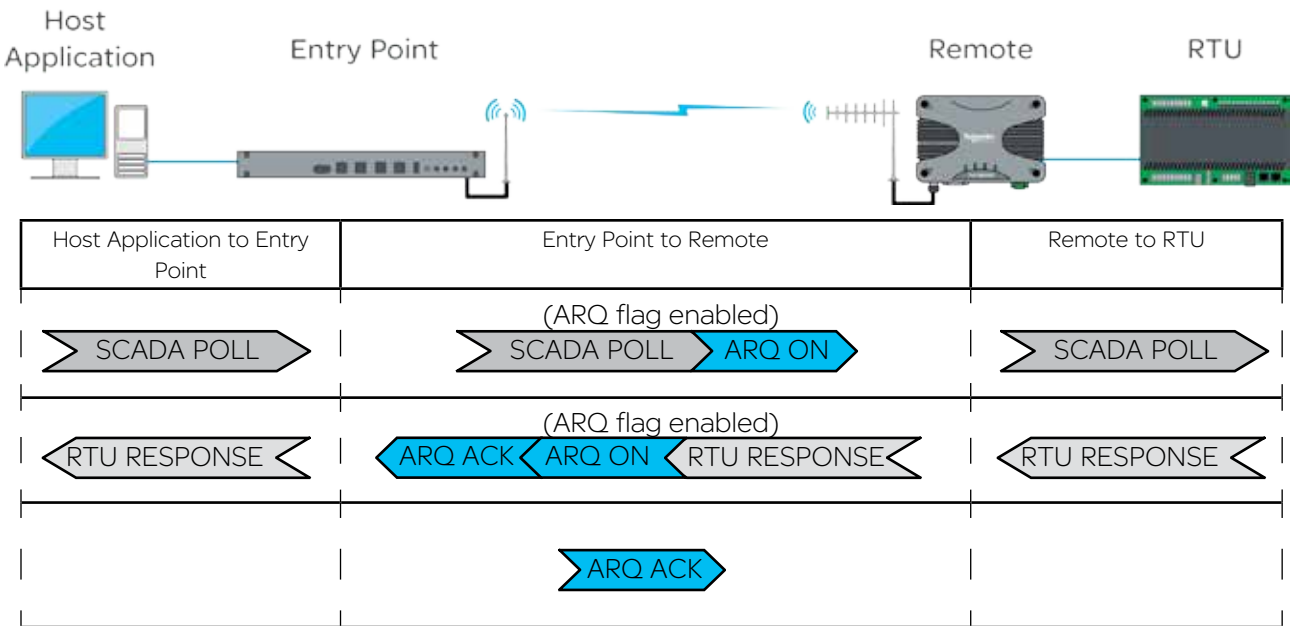 Host
Application
Entry Point
Remote
RTU
Host Application to Entry
Point
Entry Point to Remote
Remote to RTU
(ARQ flag enabled)
SCADA POLL
SCADA POLL
ARQ ON
SCADA POLL
(ARQ flag enabled)
RTU RESPONSE
ARQ ACK
ARQ ON
RTU RESPONSE
RTU RESPONSE
ARQ ACK